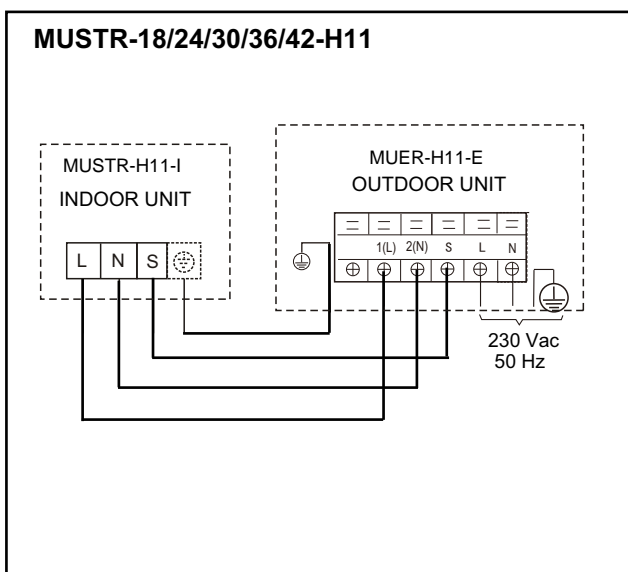 MUSTR-18/24/30/36/42-H11
MUSTR-H11-I
INDOOR UNIT
L N S
MUER-H11-E
OUTDOOR UNIT
1(L) 2(N) S L N
230 Vac
50 Hz